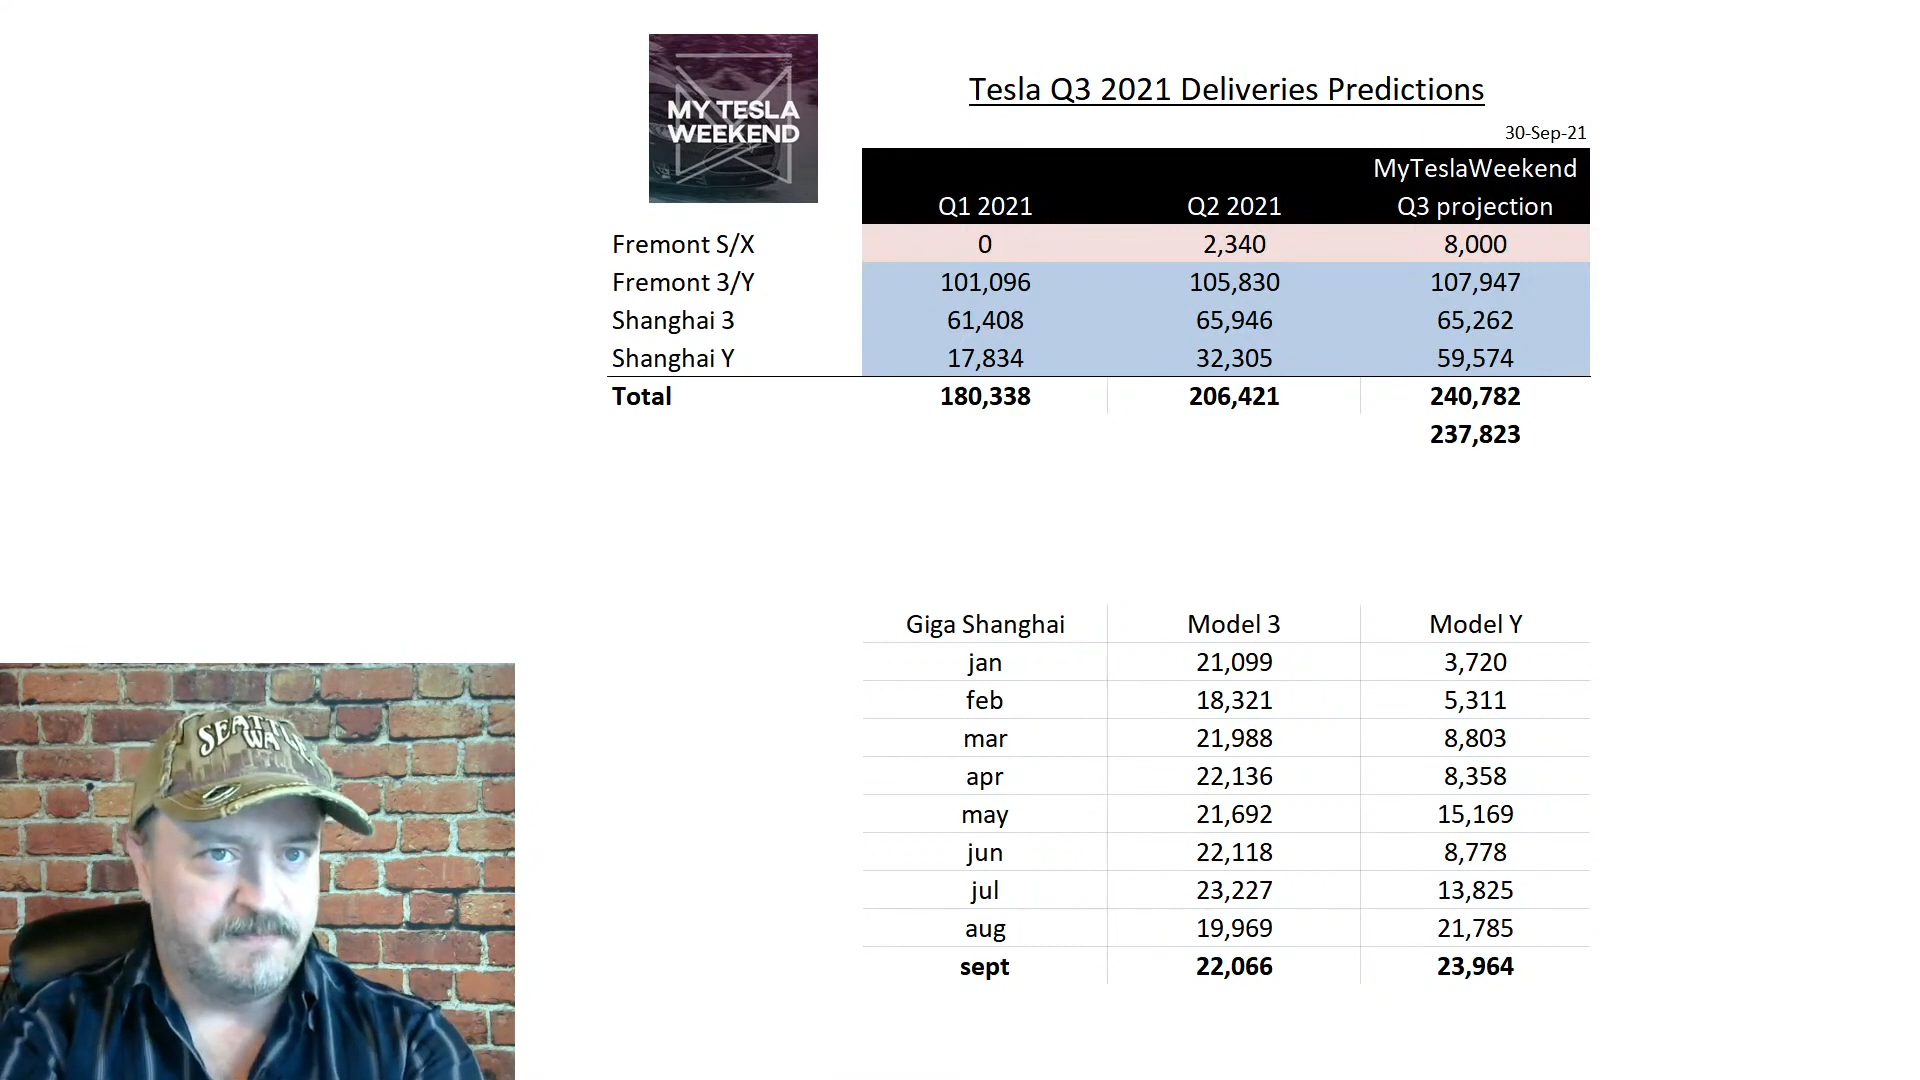 MY TESLA
WEEKEND
Tesla Q3 2021 Deliveries Predictions
30-Sep-21
MyTeslaWeekend
Q1 2021 Q2 2021 Q3 projection
Fremont S/X 0 2,340 8,000
Fremont 3/Y 101,096 105,830 107,947
Shanghai 3 61,408 65,946 65,262
Shanghai Y 17,834 32,305 59,574
Total 180,338 206,421 240,782
237,823
Giga Shanghai Model 3 Model Y
jan 21,099 3,720
feb 18,321 5,311
mar 21,988 8,803
apr 22,136 8,358
may 21,692 15,169
jun 22,118 8,778
jul 23,227 13,825
aug 19,969 21,785
sept 22,066 23,964
SEATTLE
WA